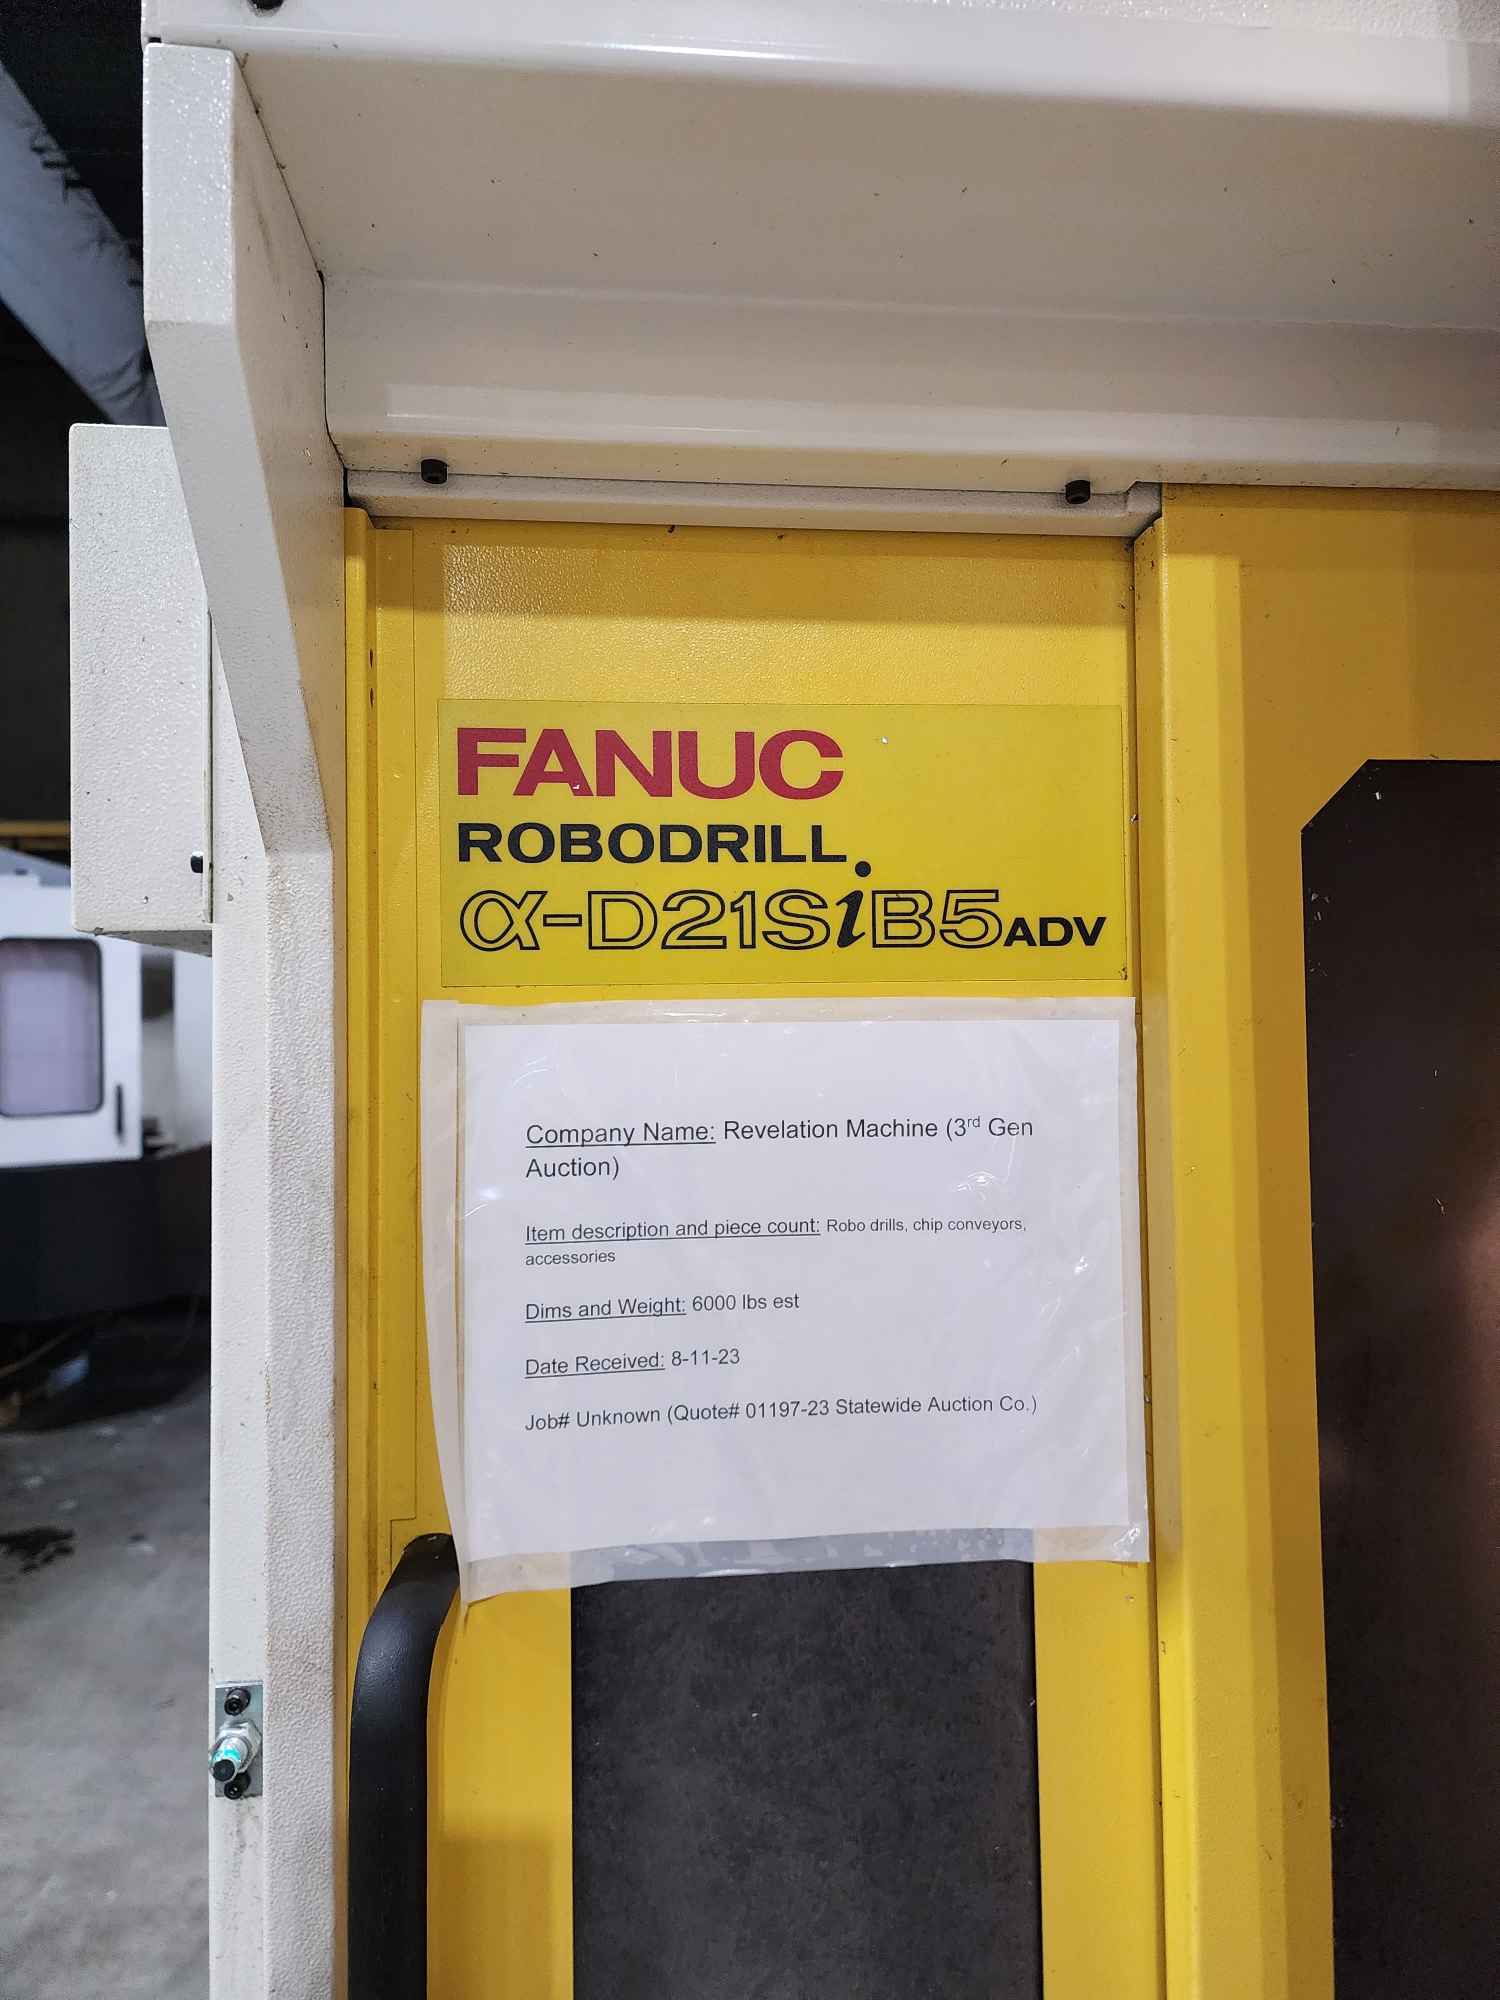 FANUC
ROBODRILL
α-D21SiB5ADV
Company Name: Revelation Machine (3rd Gen
Auction)
Item description and piece count: Robo drills, chip conveyors,
accessories
Dims and Weight: 6000 lbs est
Date Received: 8-11-23
Job# Unknown (Quote# 01197-23 Statewide Auction Co.)